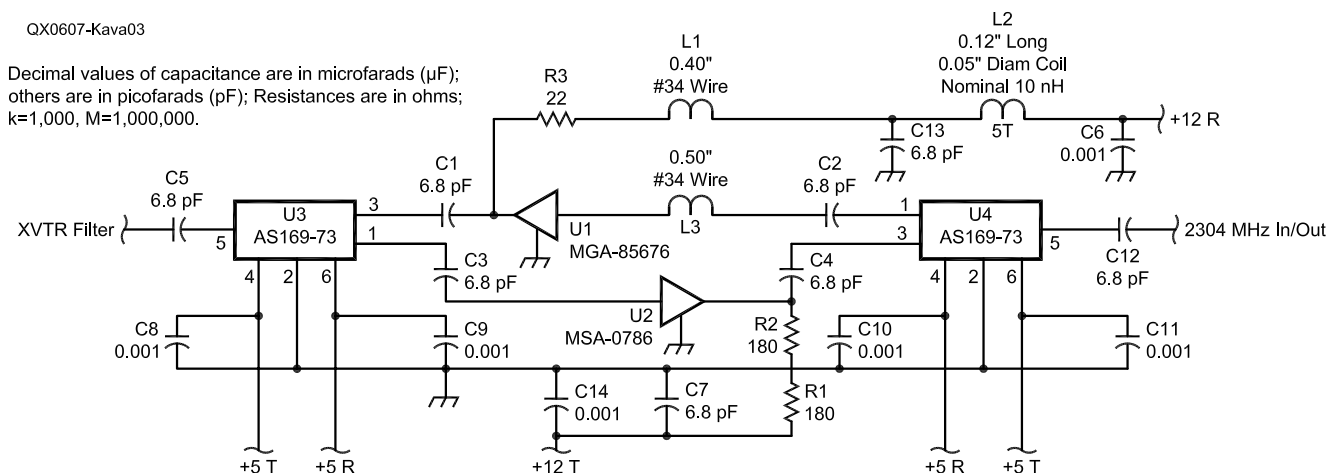 QX0607-Kava03
Decimal values of capacitance are in microfarads (µF);
others are in picofarads (pF); Resistances are in ohms;
k=1,000, M=1,000,000.
R3
22
L1
0.40"
#34 Wire
L2
0.12" Long
0.05" Diam Coil
Nominal 10 nH
5T
C13
6.8 pF
C6
0.001
+12 R
C5
6.8 pF
XVTR Filter
5
U3
AS169-73
3
1
4
2
6
C1
6.8 pF
U1
MGA-85676
0.50"
#34 Wire
L3
C2
6.8 pF
1
3
U4
AS169-73
5
4
2
6
C12
6.8 pF
2304 MHz In/Out
C3
6.8 pF
U2
MSA-0786
C4
6.8 pF
R2
180
R1
180
C8
0.001
C9
0.001
C14
0.001
C7
6.8 pF
C10
0.001
C11
0.001
+5 T
+5 R
+12 T
+5 R
+5 T